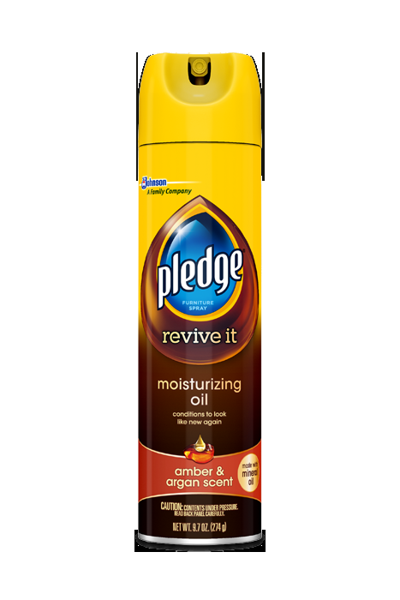 SC Johnson
A Family Company
pledge®
FURNITURE
SPRAY
revive it
moisturizing
oil
conditions to look
like new again
amber &
argan scent
made with
mineral
oil
CAUTION: CONTENTS UNDER PRESSURE.
READ BACK PANEL CAREFULLY.
NET WT. 9.7 OZ. (274 g)